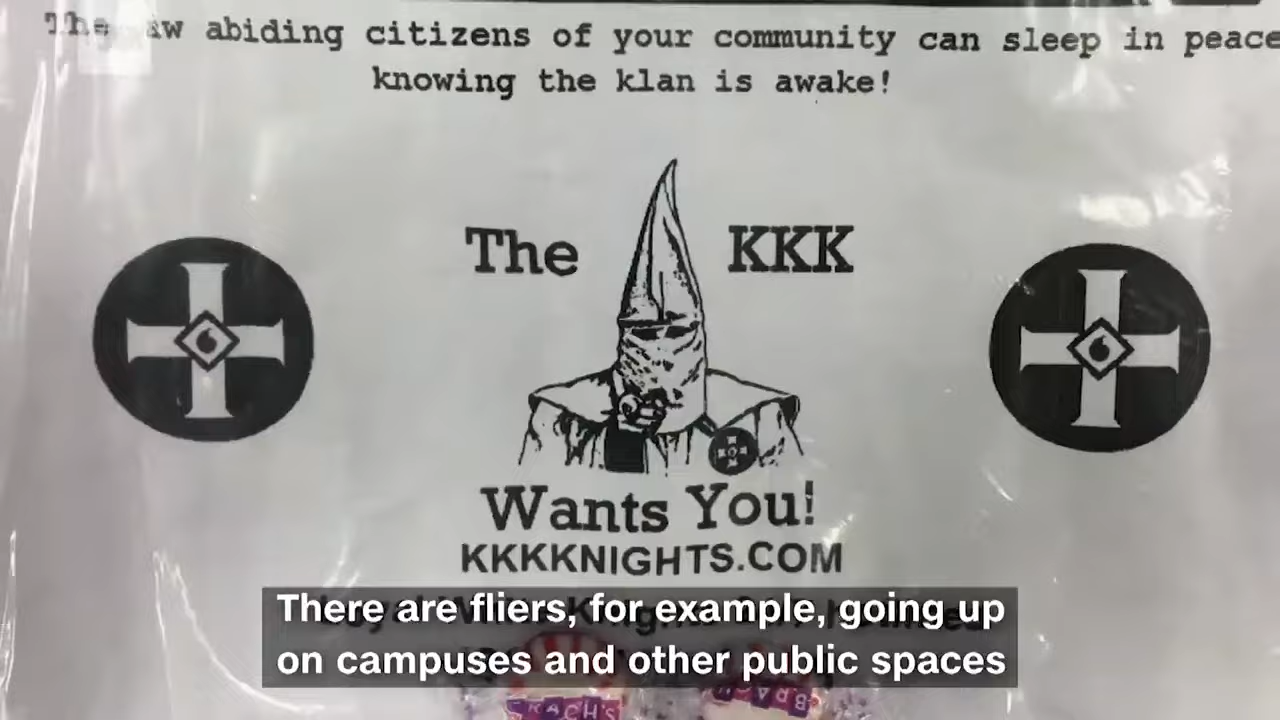 abiding citizens of your community can sleep in peace
knowing the klan is awake!
The KKK
Wants You!
KKKKNIGHTS.COM
There are fliers, for example, going up
on campuses and other public spaces
BRACH'S